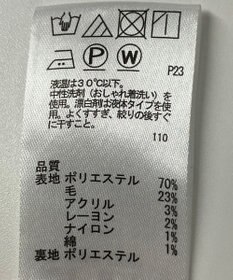 P23
液温は30℃以下。
中性洗剤（おしゃれ着洗い）を
使用。漂白剤は液体タイプを使
用。よくすすぎ、絞りの後すぐ
に干すこと。
110
品質
表地 ポリエステル 70%
毛 23%
アクリル 3%
レーヨン 2%
ナイロン 1%
綿 1%
裏地 ポリエステル